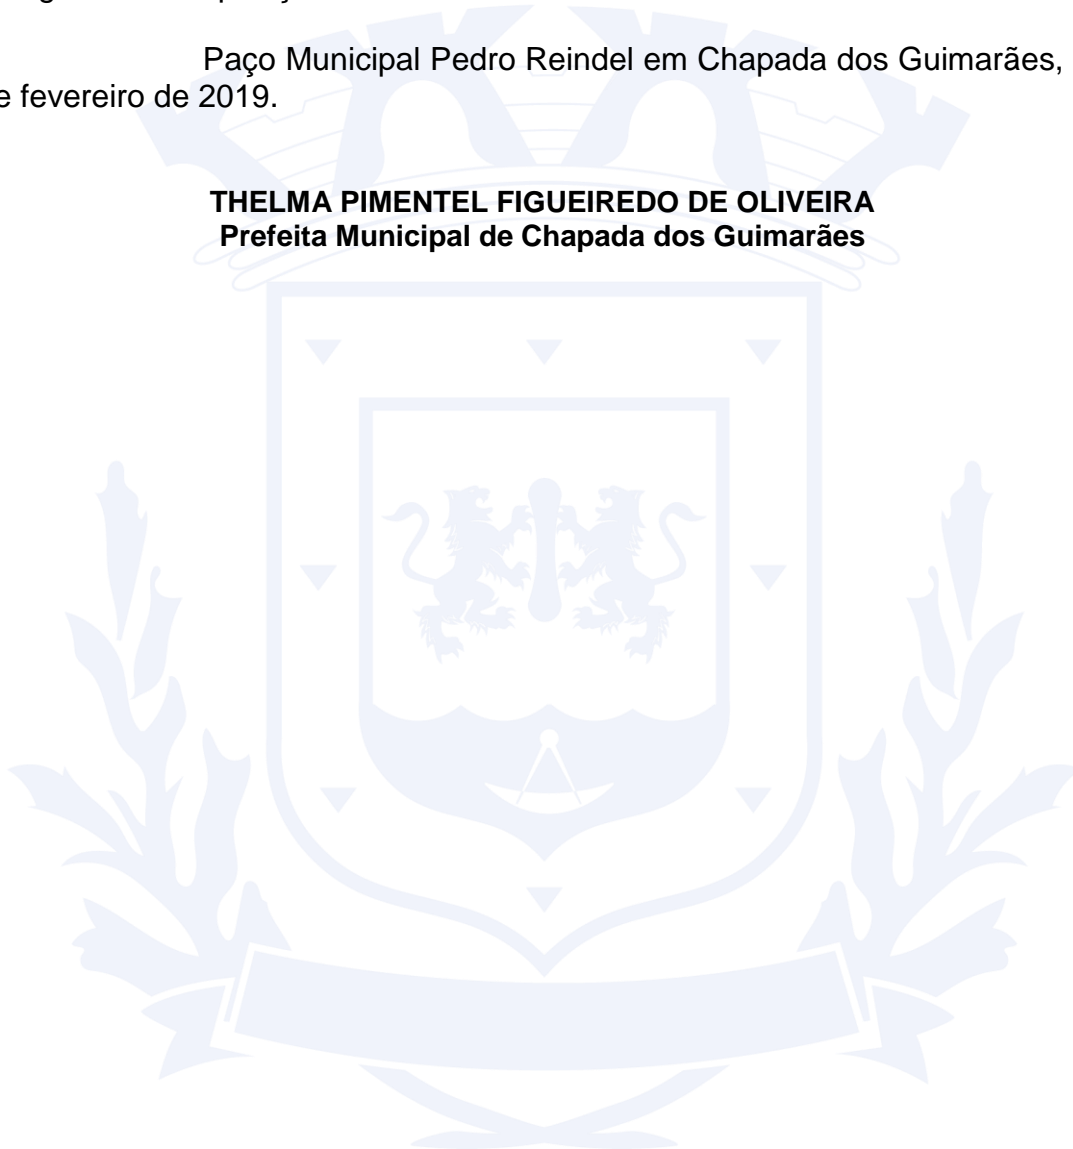 Paço Municipal Pedro Reindel em Chapada dos Guimarães,
e fevereiro de 2019.
THELMA PIMENTEL FIGUEIREDO DE OLIVEIRA
Prefeita Municipal de Chapada dos Guimarães